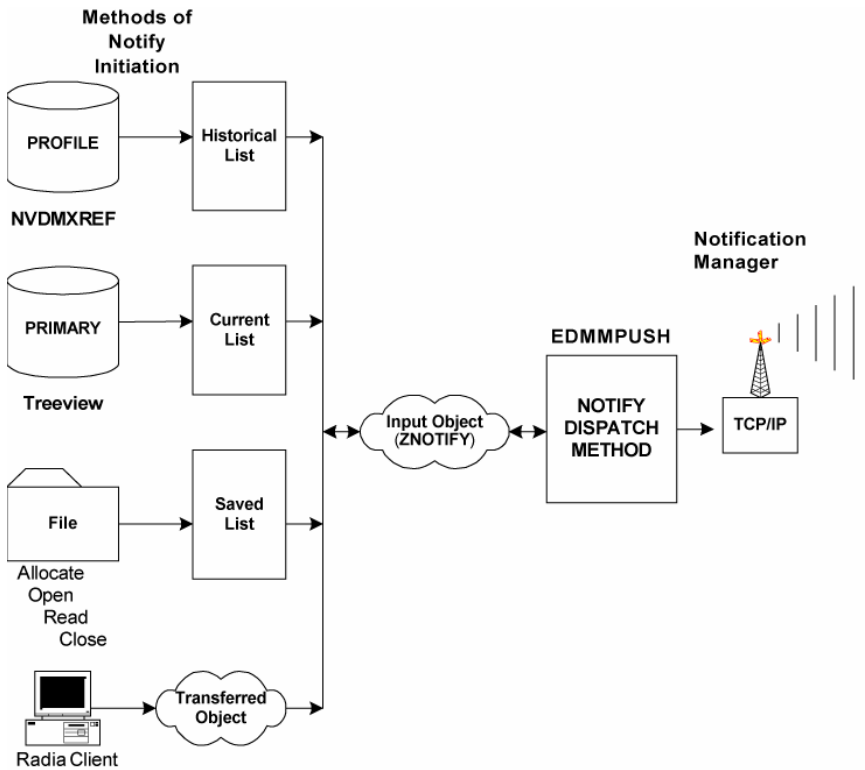 Methods of
Notify
Initiation
PROFILE
Historical
List
NVDMXREF
Notification
Manager
PRIMARY
Current
List
EDMMPUSH
Treeview
Input Object
(ZNOTIFY)
NOTIFY
DISPATCH
METHOD
TCP/IP
File
Saved
List
Allocate
Open
Read
Close
Transferred
Object
Radia Client